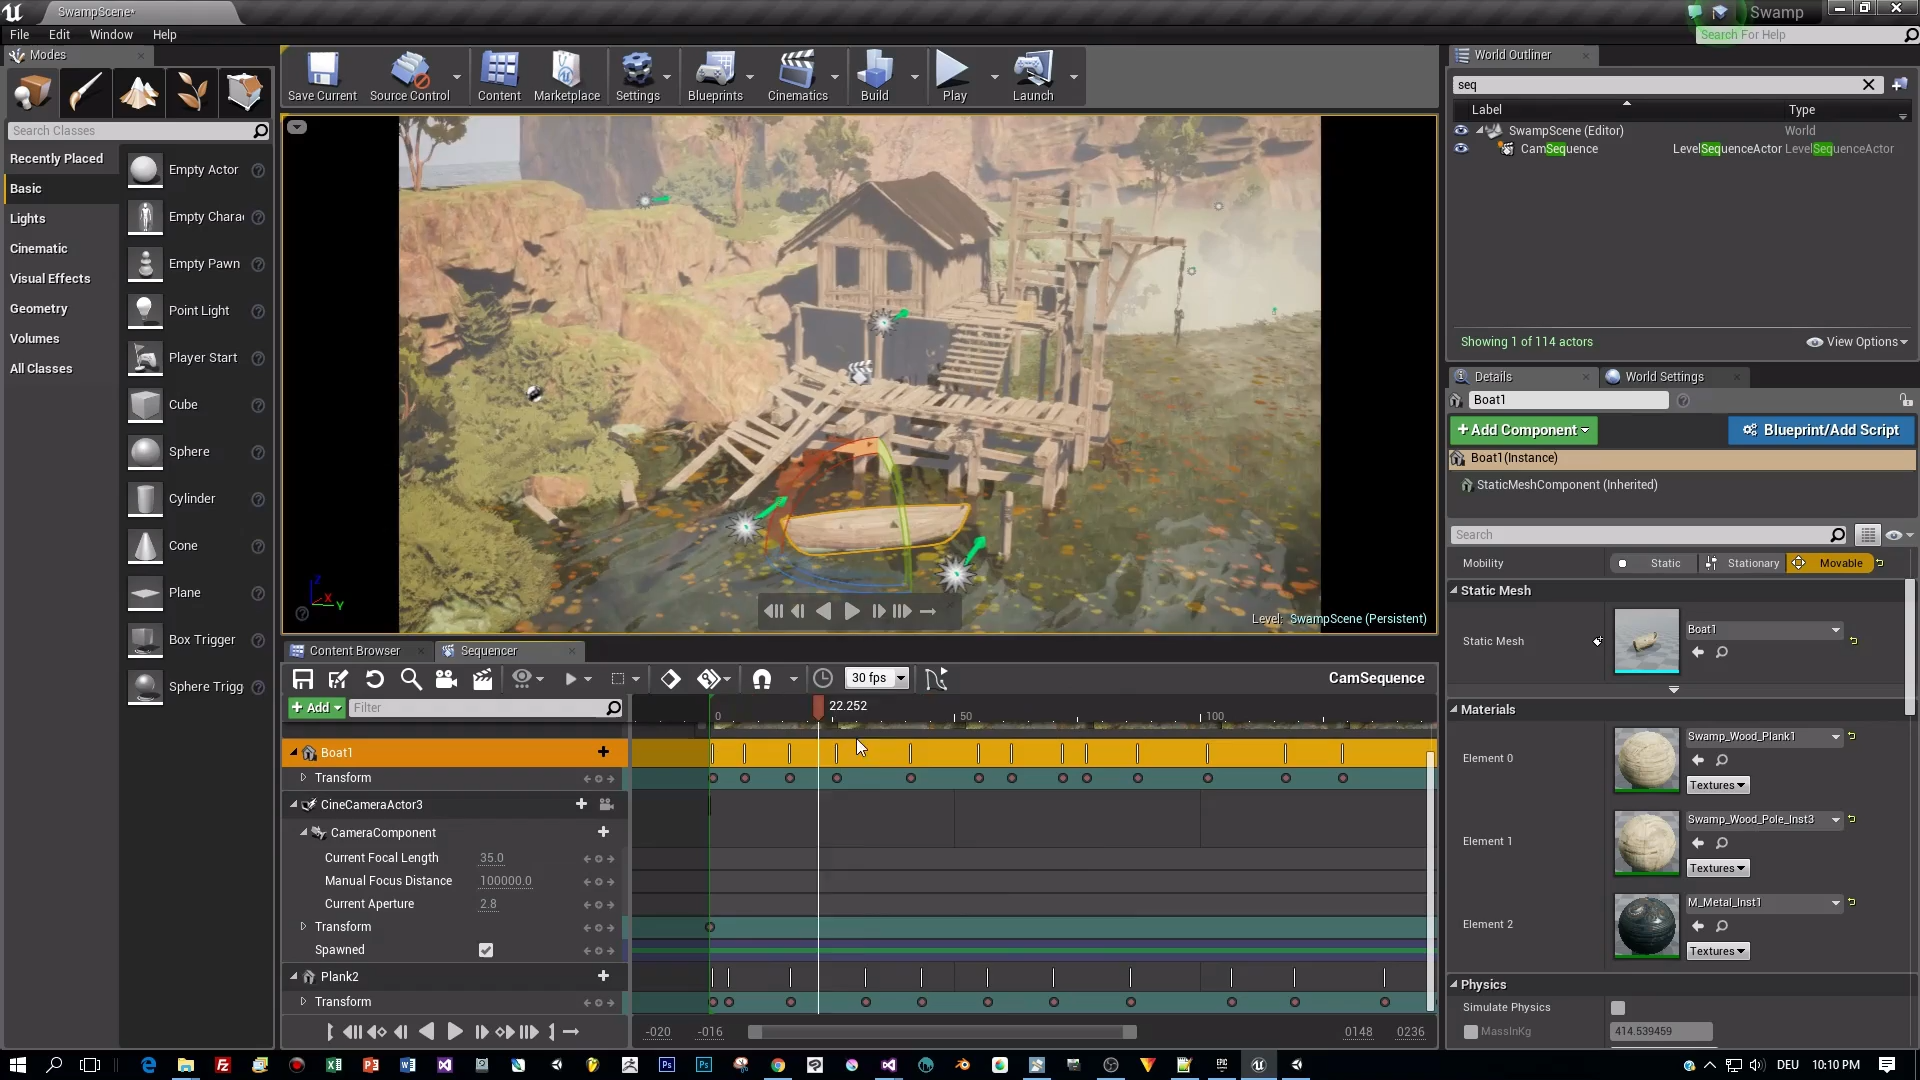 SwampScene*
Swamp
File Edit Window Help
Search For Help
Modes
Search Classes
Recently Placed
Basic
Lights
Cinematic
Visual Effects
Geometry
Volumes
All Classes
Empty Actor
Empty Chara
Empty Pawn
Point Light
Player Start
Cube
Sphere
Cylinder
Cone
Plane
Box Trigger
Sphere Trigg
Save Current
Source Control
Content
Marketplace
Settings
Blueprints
Cinematics
Build
Play
Launch
Z
X
Y
Level: SwampScene (Persistent)
Content Browser
Sequencer
30 fps
CamSequence
Add
Filter
22.252
0
50
100
Boat1
Transform
CineCameraActor3
CameraComponent
Current Focal Length 35.0
Manual Focus Distance 100000.0
Current Aperture 2.8
Transform
Spawned
Plank2
Transform
-020 -016 0148 0236
World Outliner
seq
Label Type
SwampScene (Editor) World
CamSequence LevelSequenceActor LevelSequenceActor
Showing 1 of 114 actors
View Options
Details
World Settings
Boat1
+Add Component
Blueprint/Add Script
Boat1(Instance)
StaticMeshComponent (Inherited)
Search
Mobility Static Stationary Movable
Static Mesh
Static Mesh Boat1
Materials
Element 0 Swamp_Wood_Plank1
Textures
Element 1 Swamp_Wood_Pole_Inst3
Textures
Element 2 M_Metal_Inst1
Textures
Physics
Simulate Physics
MassInKg 414.539459
DEU 10:10 PM